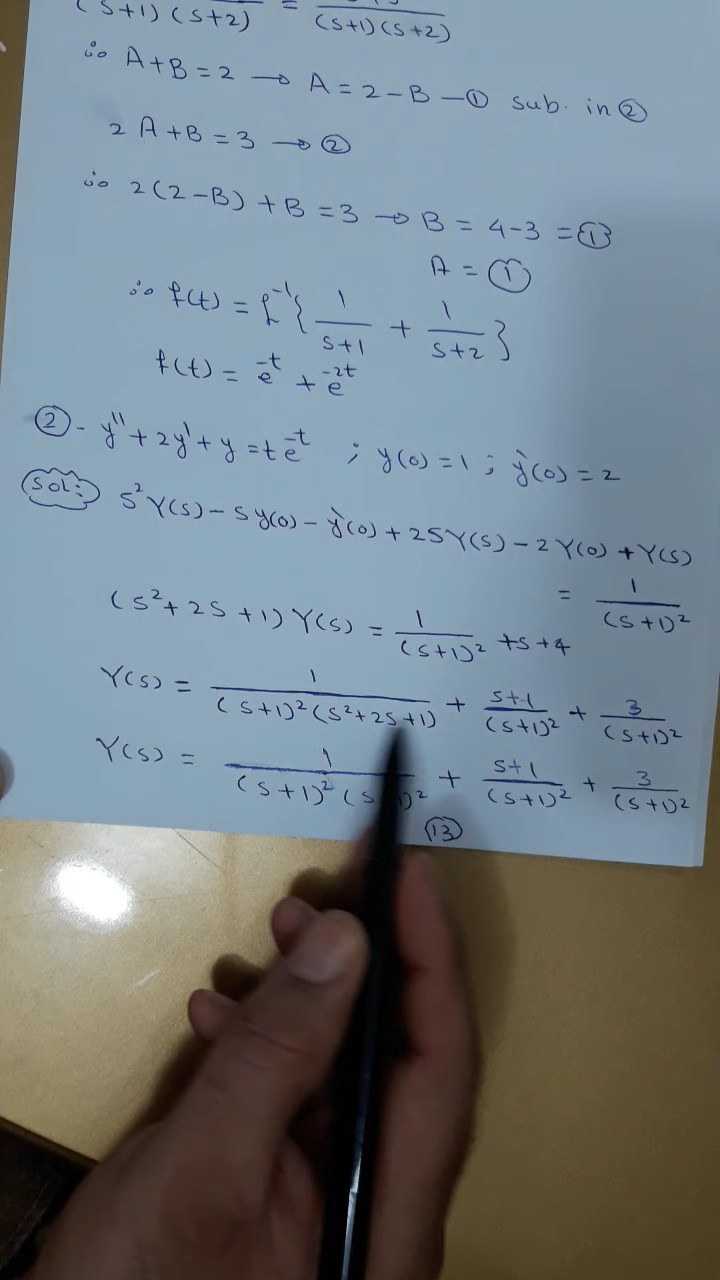 (S+1)(S+2) = (S+1)(S+2)
∴ A+B=2 → A=2-B —① sub. in ②
2A+B=3 → ②
∴ 2(2-B)+B=3 → B = 4-3 = ①
A = ①
∴ f(t) = £⁻¹{ 1/(S+1) + 1/(S+2) }
f(t) = e^-t + e^-2t
②- y''+2y'+y=te^-t ; y(0)=1 ; y̍(0)=2
Sol: S²Y(S)-Sy(0)-y̍(0)+2SY(S)-2Y(0)+Y(S)
= 1/(S+1)²
(S²+2S+1)Y(S) = 1/(S+1)² +S+4
Y(S) = 1/((S+1)²(S²+2S+1)) + (S+1)/(S+1)² + 3/(S+1)²
Y(S) = 1/((S+1)²(S 1)²) + (S+1)/(S+1)² + 3/(S+1)²
⑬